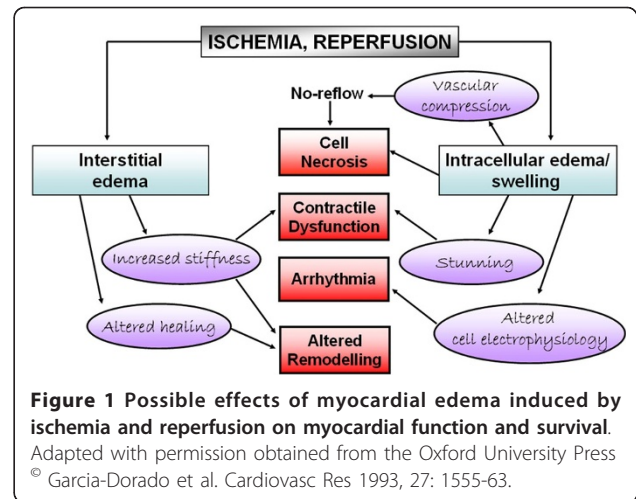 ISCHEMIA, REPERFUSION
Vascular
compression
No-reflow
Cell
Necrosis
Interstitial
edema
Intracellular edema/
swelling
Contractile
Dysfunction
Increased stiffness
Stunning
Arrhythmia
Altered healing
Altered
cell electrophysiology
Altered
Remodelling
Figure 1 Possible effects of myocardial edema induced by
ischemia and reperfusion on myocardial function and survival.
Adapted with permission obtained from the Oxford University Press
© Garcia-Dorado et al. Cardiovasc Res 1993, 27: 1555-63.